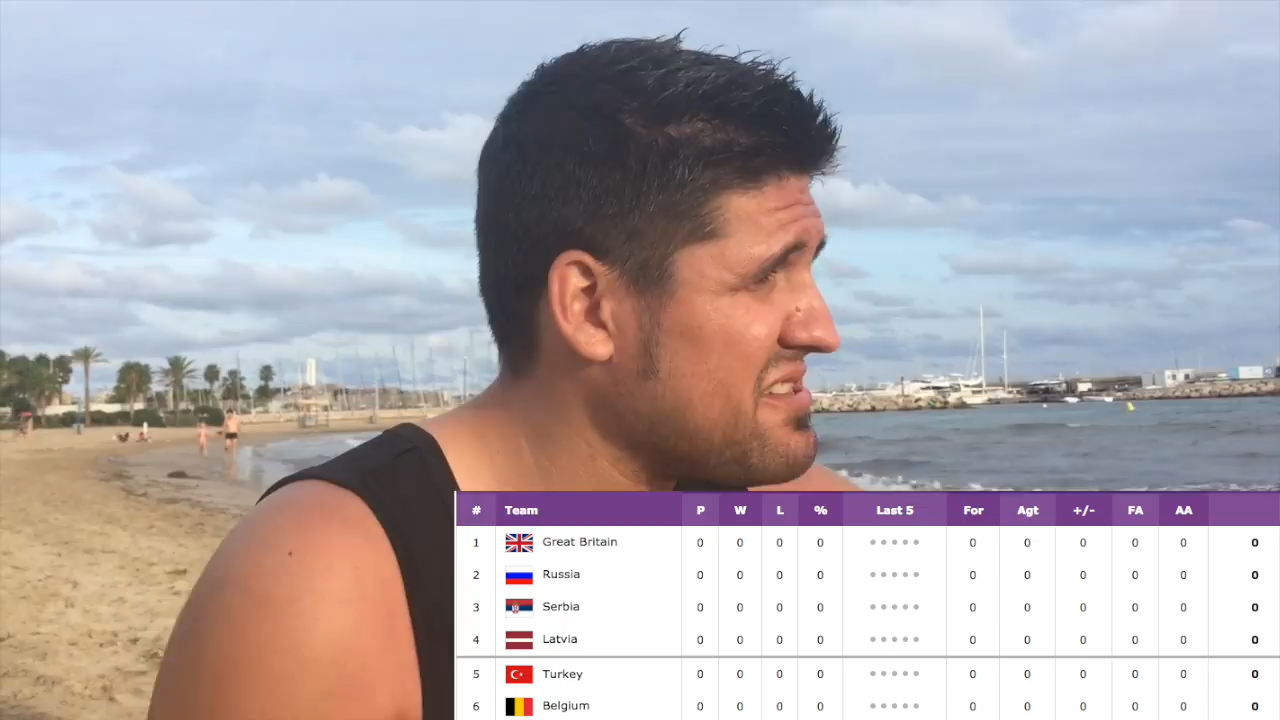 # Team P W L % Last 5 For Agt +/- FA AA
1 Great Britain 0 0 0 0 0 0 0 0 0 0
2 Russia 0 0 0 0 0 0 0 0 0 0
3 Serbia 0 0 0 0 0 0 0 0 0 0
4 Latvia 0 0 0 0 0 0 0 0 0 0
5 Turkey 0 0 0 0 0 0 0 0 0 0
6 Belgium 0 0 0 0 0 0 0 0 0 0